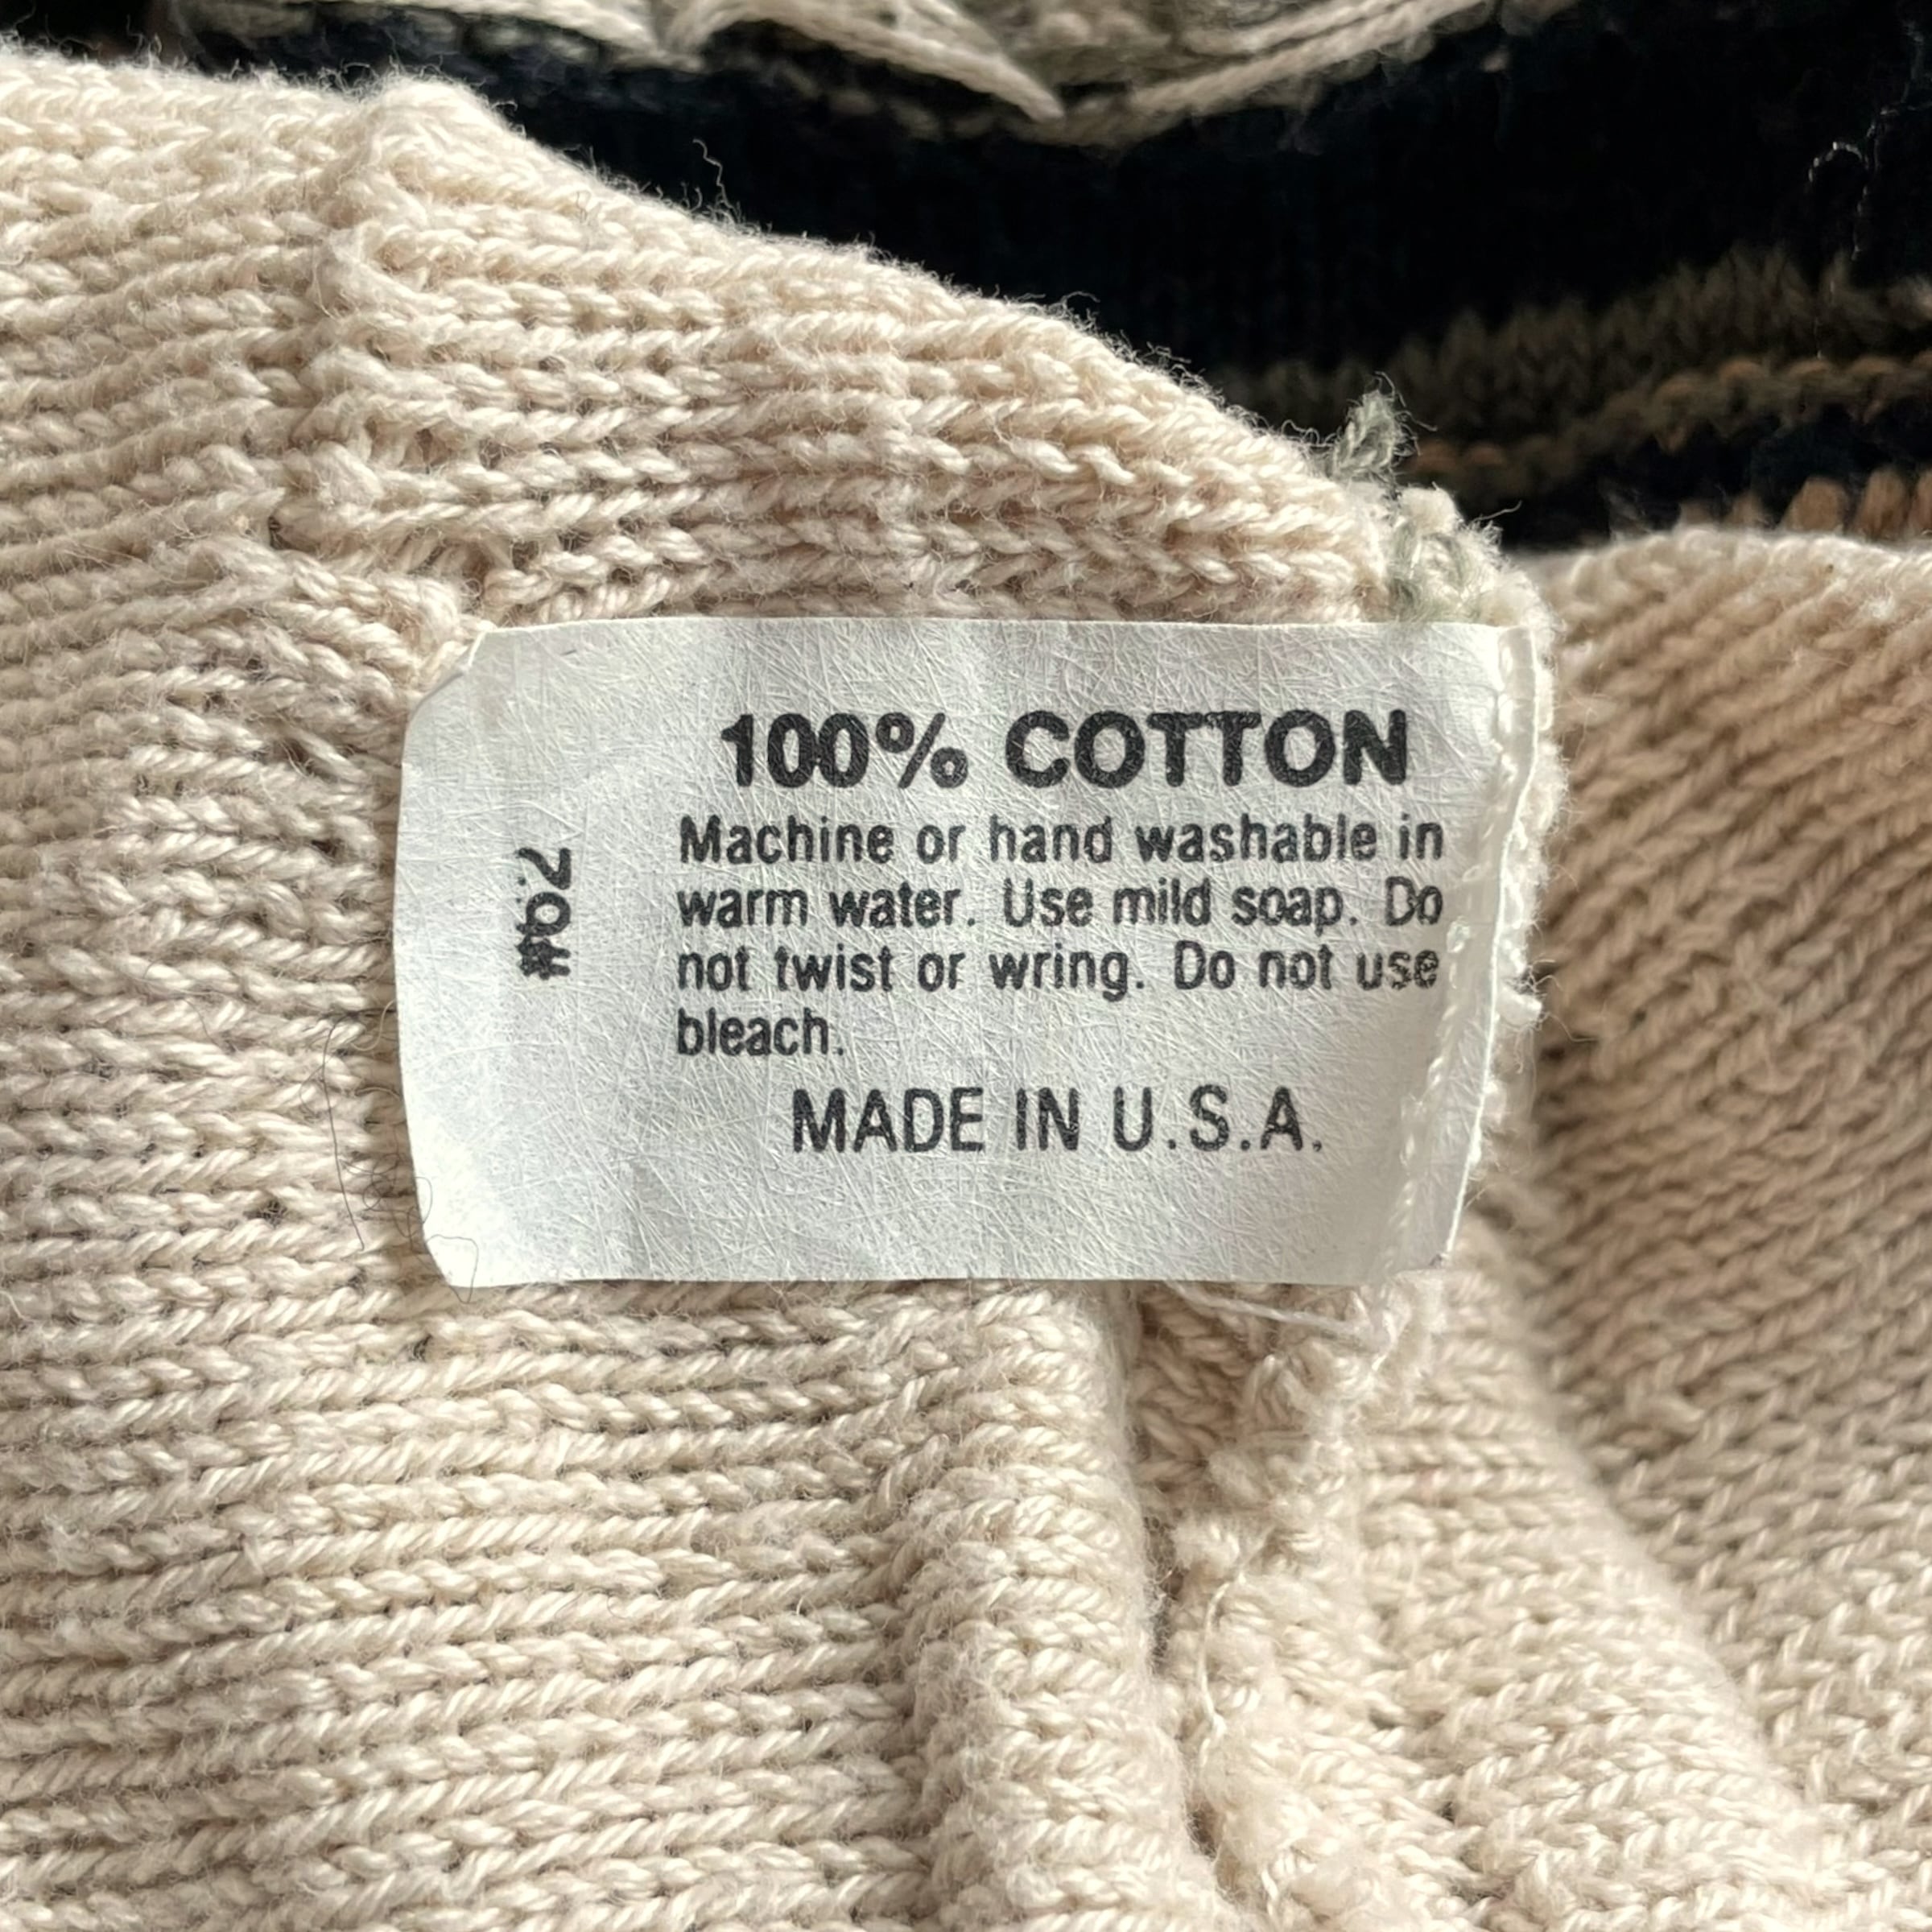 100% COTTON
Machine or hand washable in
warm water. Use mild soap. Do
not twist or wring. Do not use
bleach.
MADE IN U.S.A.